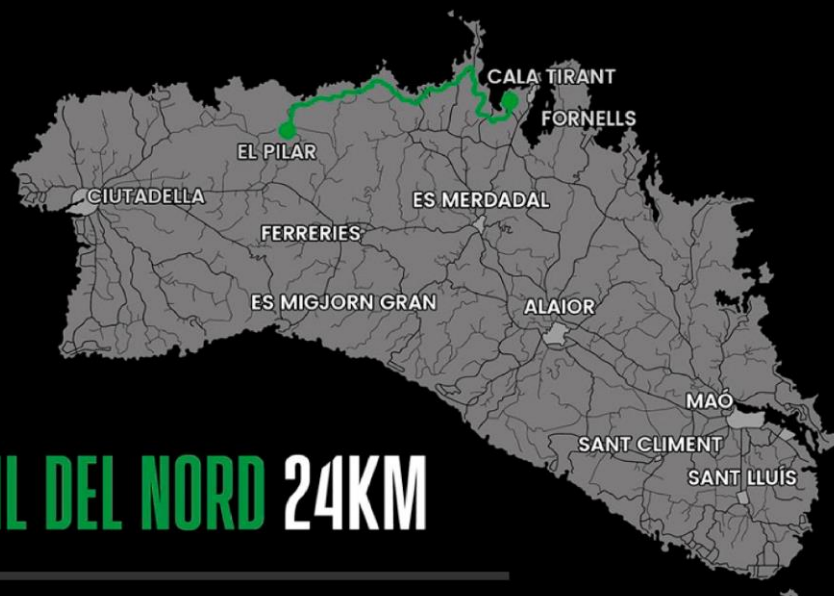 CALA TIRANT
FORNELLS
EL PILAR
CIUTADELLA
ES MERDADAL
FERRERIES
ES MIGJORN GRAN
ALAIOR
MAÓ
SANT CLIMENT
SANT LLUÍS
DEL NORD 24KM